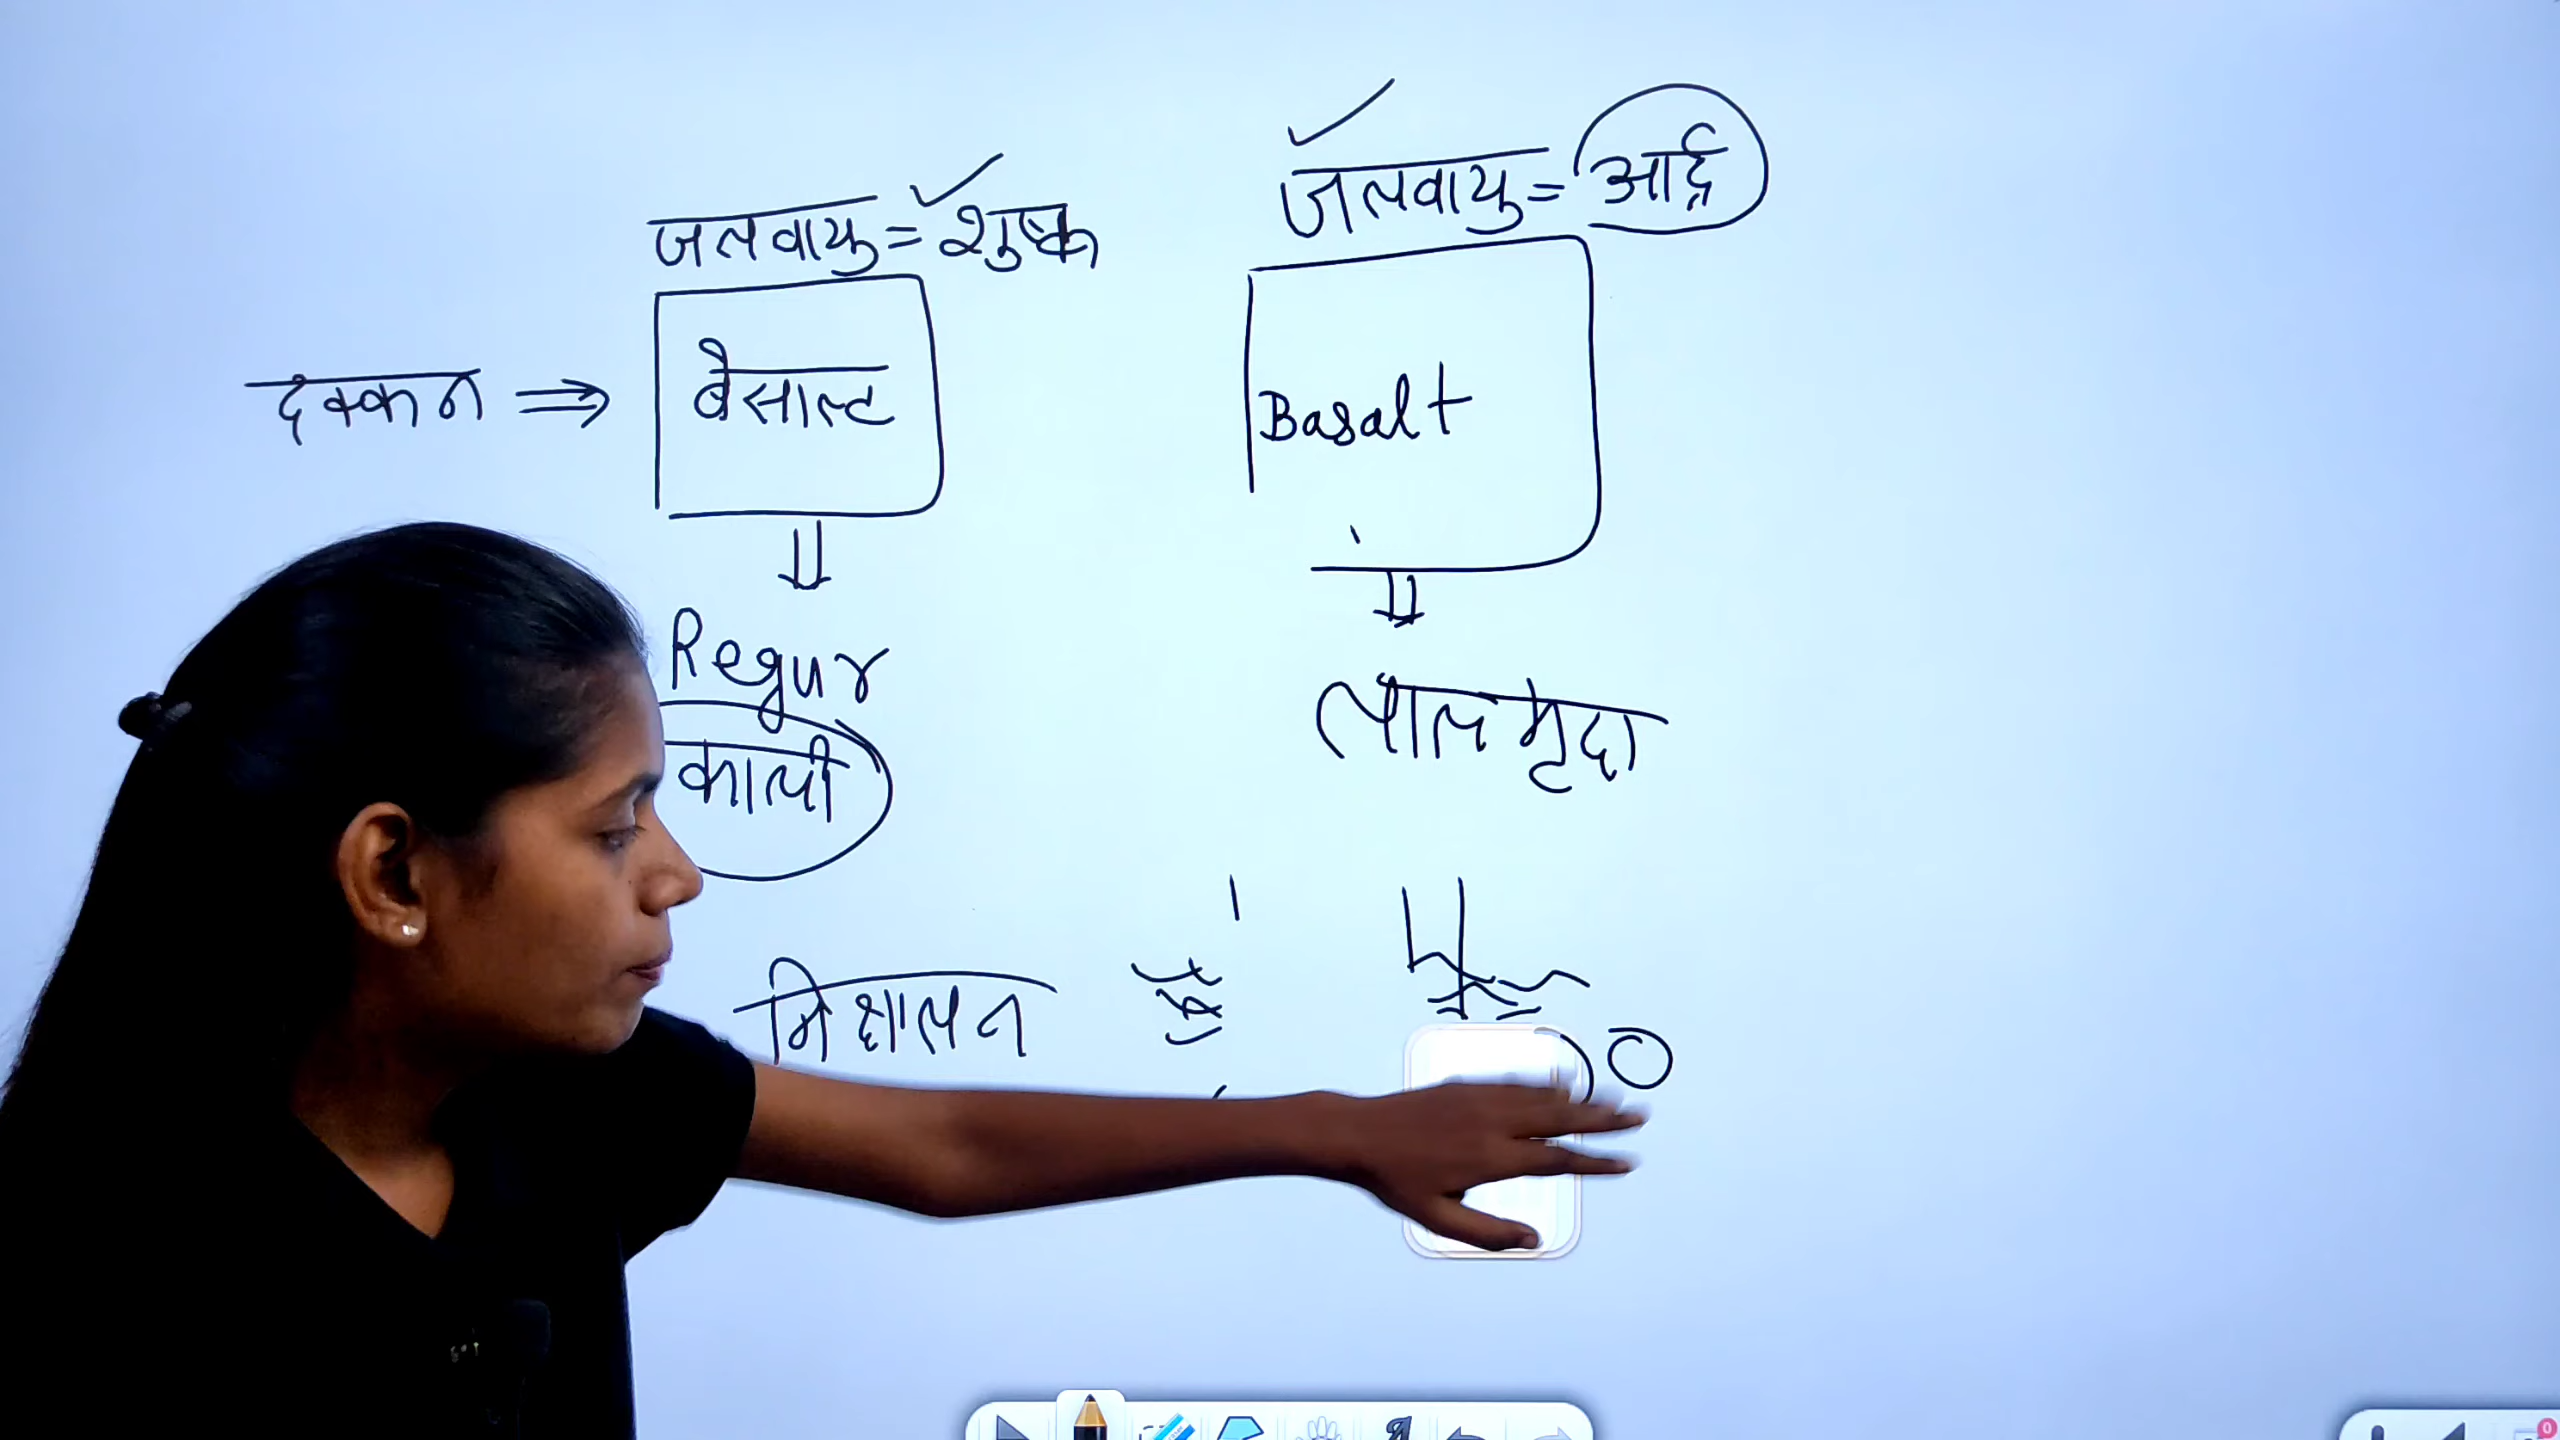 जलवायु = आर्द्र
जलवायु = शुष्क
दक्कन ⇒ बेसाल्ट
Basalt
Regur
काली
लाल मृदा
निक्षालन